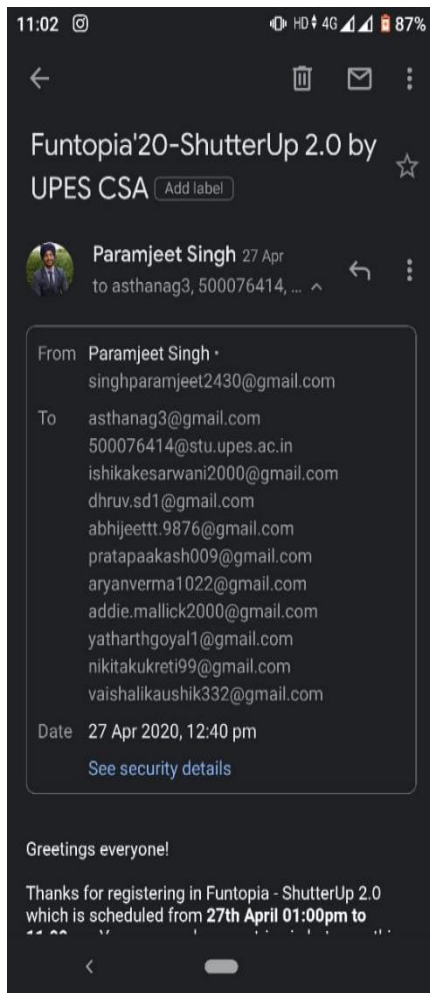 11:02 HD 4G 87%
Funtopia'20-ShutterUp 2.0 by
UPES CSA Add label
Paramjeet Singh 27 Apr
to asthanag3, 500076414, ...
From Paramjeet Singh •
singhparamjeet2430@gmail.com
To asthanag3@gmail.com
500076414@stu.upes.ac.in
ishikakesarwani2000@gmail.com
dhruv.sd1@gmail.com
abhijeettt.9876@gmail.com
pratapaakash009@gmail.com
aryanverma1022@gmail.com
addie.mallick2000@gmail.com
yatharthgoyal1@gmail.com
nikitakukreti99@gmail.com
vaishalikaushik332@gmail.com
Date 27 Apr 2020, 12:40 pm
See security details
Greetings everyone!
Thanks for registering in Funtopia - ShutterUp 2.0
which is scheduled from 27th April 01:00pm to